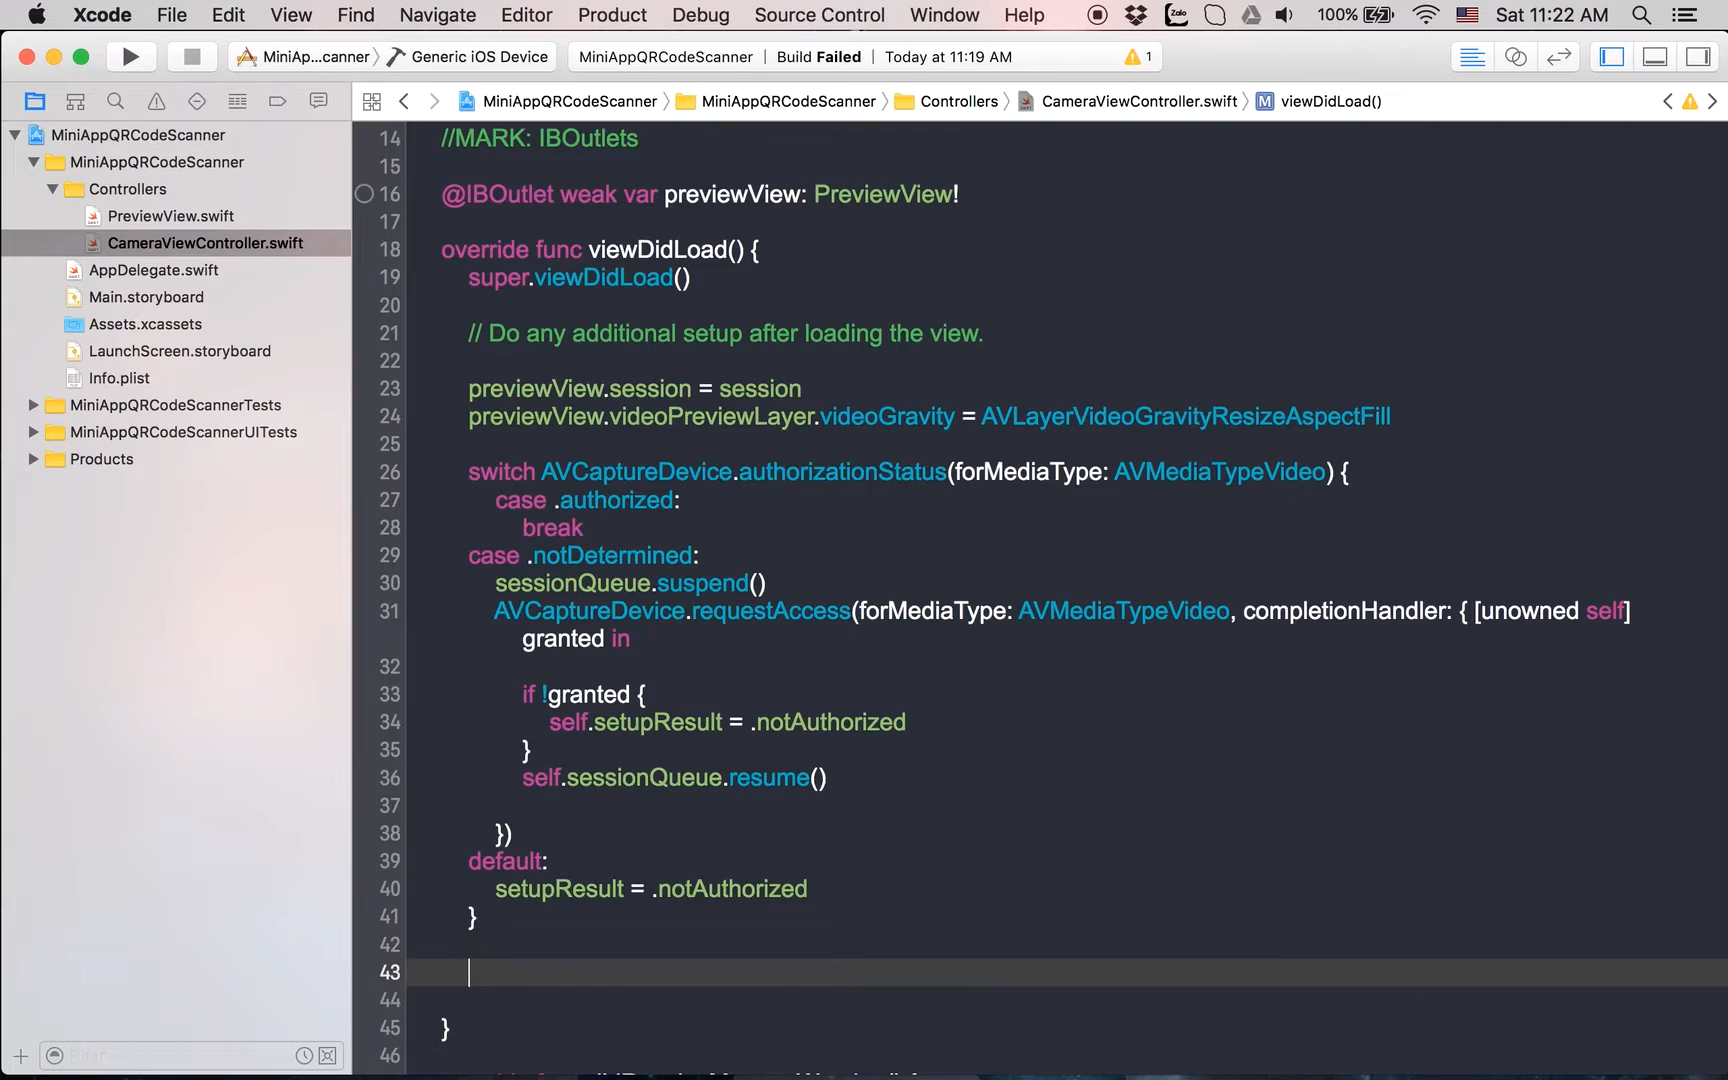 Xcode File Edit View Find Navigate Editor Product Debug Source Control Window Help Zalo 100% Sat 11:22 AM
MiniAp...canner Generic iOS Device MiniAppQRCodeScanner Build Failed Today at 11:19 AM 1
MiniAppQRCodeScanner MiniAppQRCodeScanner Controllers CameraViewController.swift M viewDidLoad()
MiniAppQRCodeScanner
MiniAppQRCodeScanner
Controllers
PreviewView.swift
CameraViewController.swift
AppDelegate.swift
Main.storyboard
Assets.xcassets
LaunchScreen.storyboard
Info.plist
MiniAppQRCodeScannerTests
MiniAppQRCodeScannerUITests
Products
Filter
14 //MARK: IBOutlets
15
16 @IBOutlet weak var previewView: PreviewView!
17
18 override func viewDidLoad() {
19 super.viewDidLoad()
20
21 // Do any additional setup after loading the view.
22
23 previewView.session = session
24 previewView.videoPreviewLayer.videoGravity = AVLayerVideoGravityResizeAspectFill
25
26 switch AVCaptureDevice.authorizationStatus(forMediaType: AVMediaTypeVideo) {
27 case .authorized:
28 break
29 case .notDetermined:
30 sessionQueue.suspend()
31 AVCaptureDevice.requestAccess(forMediaType: AVMediaTypeVideo, completionHandler: { [unowned self]
granted in
32
33 if !granted {
34 self.setupResult = .notAuthorized
35 }
36 self.sessionQueue.resume()
37
38 })
39 default:
40 setupResult = .notAuthorized
41 }
42
43
44
45 }
46